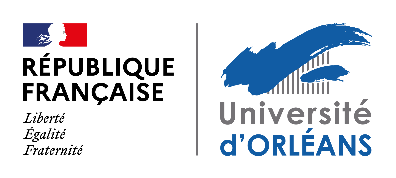 RÉPUBLIQUE
FRANÇAISE
Liberté
Égalité
Fraternité
Université
d'ORLÉANS